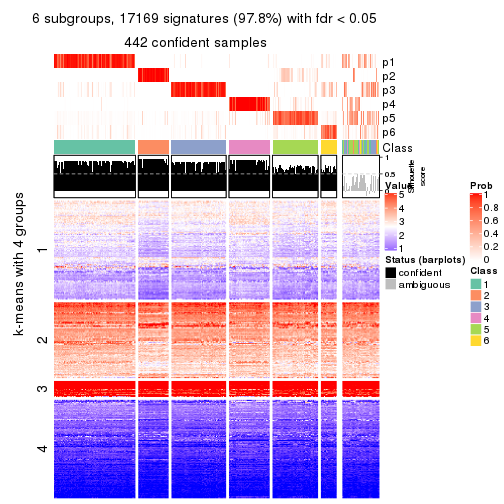 6 subgroups, 17169 signatures (97.8%) with fdr < 0.05
442 confident samples
p1
p2
p3
p4
p5
p6
Class
1
0.5
0
Silhouette
score
k-means with 4 groups
1
2
3
4
Value
5
4
3
2
1
Status (barplots)
confident
ambiguous
Prob
1
0.8
0.6
0.4
0.2
0
Class
1
2
3
4
5
6